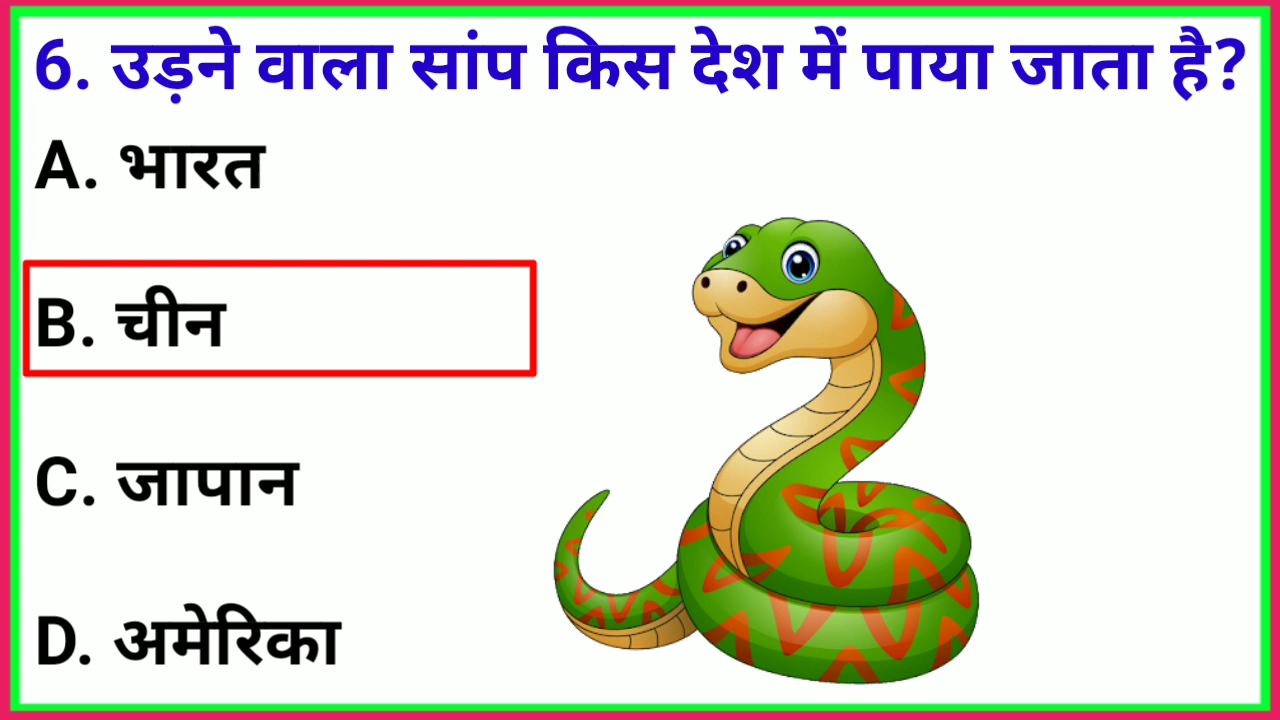 6. उड़ने वाला सांप किस देश में पाया जाता है?
A. भारत
B. चीन
C. जापान
D. अमेरिका